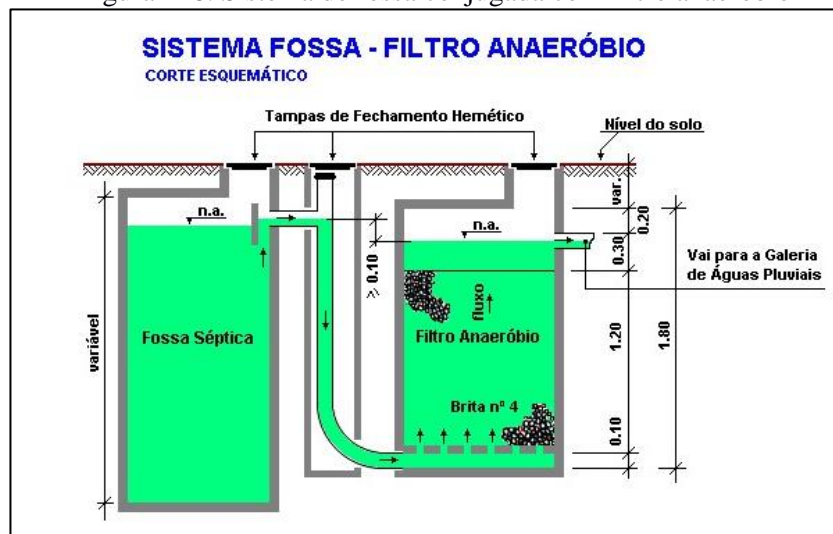 SISTEMA FOSSA - FILTRO ANAERÓBIO
CORTE ESQUEMÁTICO
Tampas de Fechamento Hemético
Nível do solo
n.a.
n.a.
var.
0.20
0.30
≥ 0.10
Vai para a Galeria
de Águas Pluviais
variável
Fossa Séptica
fluxo
Filtro Anaeróbio
1.20
1.80
Brita nº 4
0.10